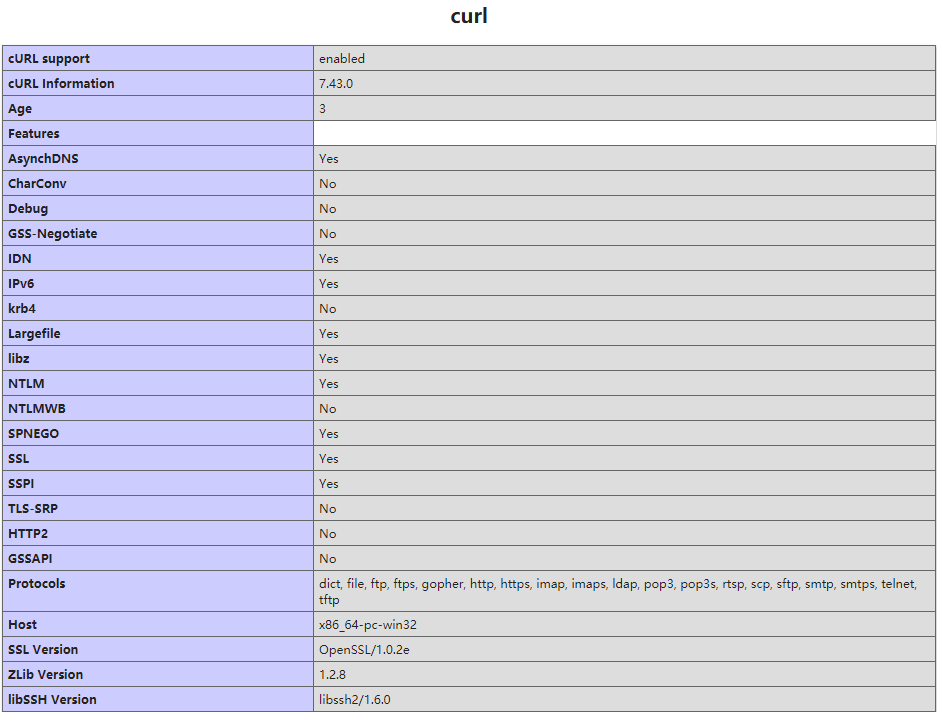 curl
cURL support enabled
cURL Information 7.43.0
Age 3
Features
AsynchDNS Yes
CharConv No
Debug No
GSS-Negotiate No
IDN Yes
IPv6 Yes
krb4 No
Largefile Yes
libz Yes
NTLM Yes
NTLMWB No
SPNEGO Yes
SSL Yes
SSPI Yes
TLS-SRP No
HTTP2 No
GSSAPI No
Protocols dict, file, ftp, ftps, gopher, http, https, imap, imaps, ldap, pop3, pop3s, rtsp, scp, sftp, smtp, smtps, telnet,
tftp
Host x86_64-pc-win32
SSL Version OpenSSL/1.0.2e
ZLib Version 1.2.8
libSSH Version libssh2/1.6.0